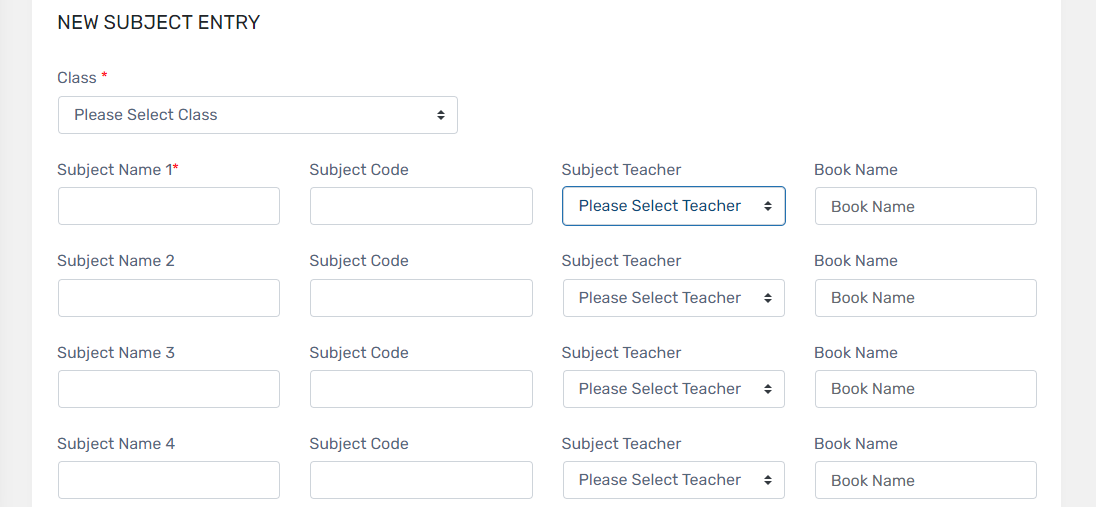 NEW SUBJECT ENTRY
Class *
Please Select Class
Subject Name 1* Subject Code Subject Teacher Book Name
Please Select Teacher Book Name
Subject Name 2 Subject Code Subject Teacher Book Name
Please Select Teacher Book Name
Subject Name 3 Subject Code Subject Teacher Book Name
Please Select Teacher Book Name
Subject Name 4 Subject Code Subject Teacher Book Name
Please Select Teacher Book Name